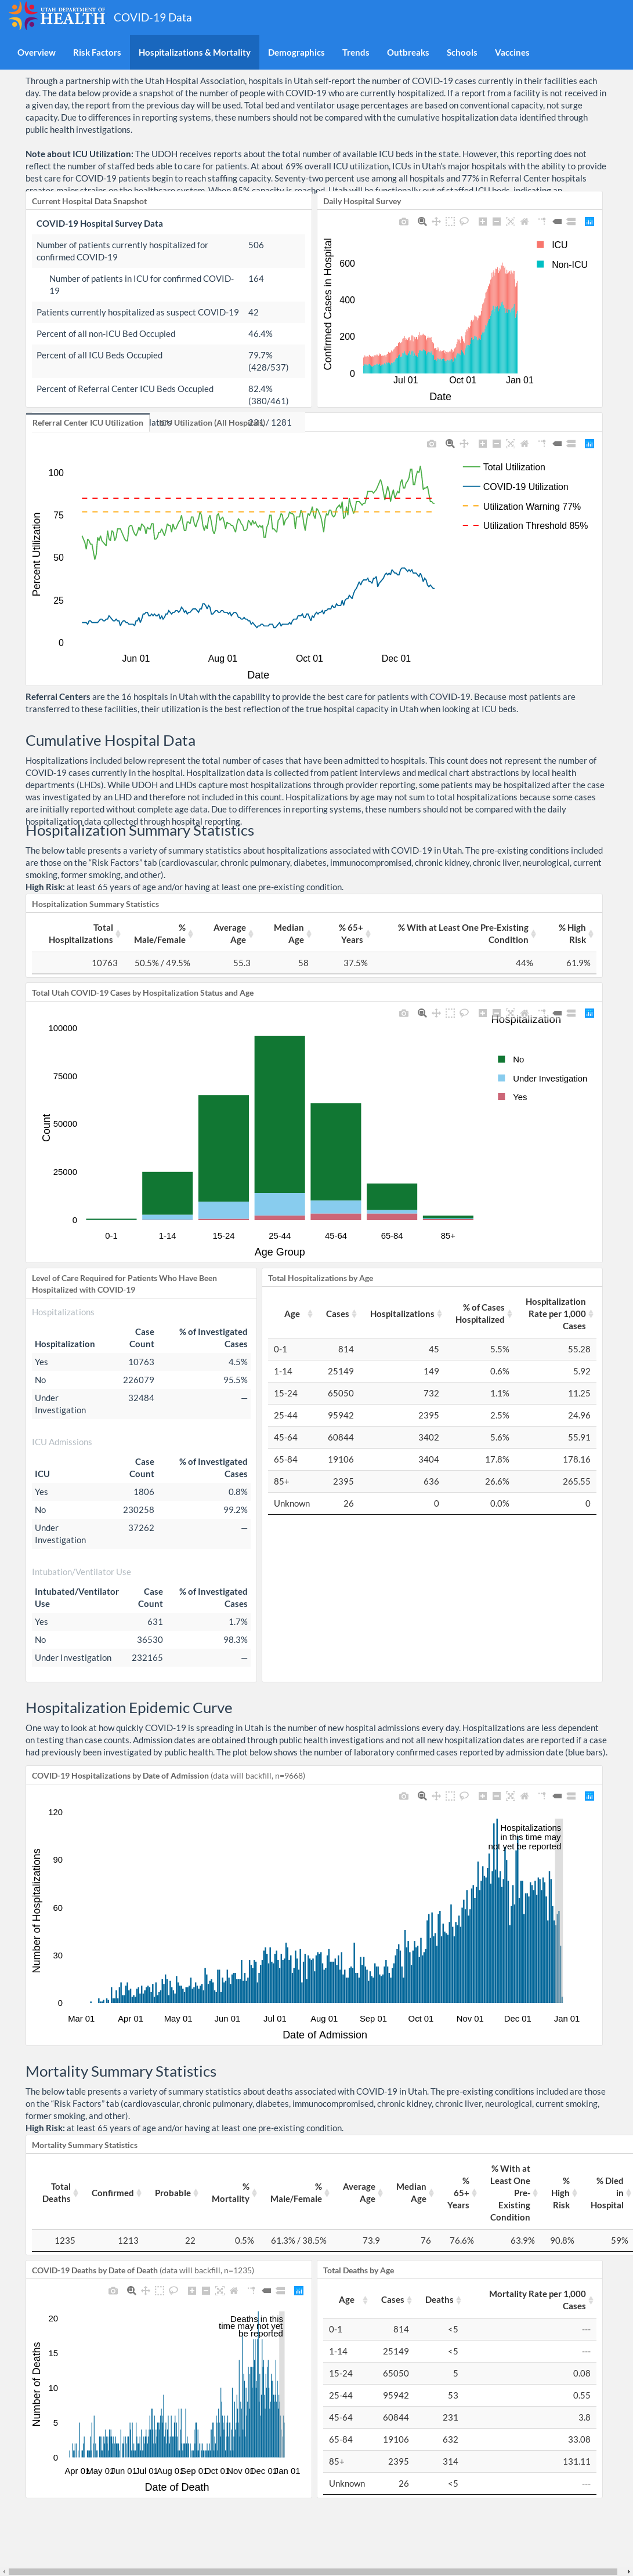 UTAH DEPARTMENT OF
HEALTH COVID-19 Data
Overview Risk Factors Hospitalizations & Mortality Demographics Trends Outbreaks Schools Vaccines
Through a partnership with the Utah Hospital Association, hospitals in Utah self-report the number of COVID-19 cases currently in their facilities each
day. The data below provide a snapshot of the number of people with COVID-19 who are currently hospitalized. If a report from a facility is not received in
a given day, the report from the previous day will be used. Total bed and ventilator usage percentages are based on conventional capacity, not surge
capacity. Due to differences in reporting systems, these numbers should not be compared with the cumulative hospitalization data identified through
public health investigations.
Note about ICU Utilization: The UDOH receives reports about the total number of available ICU beds in the state. However, this reporting does not
reflect the number of staffed beds able to care for patients. At about 69% overall ICU utilization, ICUs in Utah's major hospitals with the ability to provide
best care for COVID-19 patients begin to reach staffing capacity. Seventy-two percent use among all hospitals and 77% in Referral Center hospitals
creates major strains on the healthcare system. When 85% capacity is reached, Utah will be functionally out of staffed ICU beds, indicating an
Current Hospital Data Snapshot
COVID-19 Hospital Survey Data
Number of patients currently hospitalized for 506
confirmed COVID-19
Number of patients in ICU for confirmed COVID- 164
19
Patients currently hospitalized as suspect COVID-19 42
Percent of all non-ICU Bed Occupied 46.4%
Percent of all ICU Beds Occupied 79.7%
(428/537)
Percent of Referral Center ICU Beds Occupied 82.4%
(380/461)
Daily Hospital Survey
Confirmed Cases in Hospital
600
400
200
0
Jul 01 Oct 01 Jan 01
Date
ICU
Non-ICU
Referral Center ICU Utilization ICU Utilization (All Hospitals)
231 / 1281
Percent Utilization
100
75
50
25
0
Jun 01 Aug 01 Oct 01 Dec 01
Date
Total Utilization
COVID-19 Utilization
Utilization Warning 77%
Utilization Threshold 85%
Referral Centers are the 16 hospitals in Utah with the capability to provide the best care for patients with COVID-19. Because most patients are
transferred to these facilities, their utilization is the best reflection of the true hospital capacity in Utah when looking at ICU beds.
Cumulative Hospital Data
Hospitalizations included below represent the total number of cases that have been admitted to hospitals. This count does not represent the number of
COVID-19 cases currently in the hospital. Hospitalization data is collected from patient interviews and medical chart abstractions by local health
departments (LHDs). While UDOH and LHDs capture most hospitalizations through provider reporting, some patients may be hospitalized after the case
was investigated by an LHD and therefore not included in this count. Hospitalizations by age may not sum to total hospitalizations because some cases
are initially reported without complete age data. Due to differences in reporting systems, these numbers should not be compared with the daily
hospitalization data collected through hospital reporting.
Hospitalization Summary Statistics
The below table presents a variety of summary statistics about hospitalizations associated with COVID-19 in Utah. The pre-existing conditions included
are those on the "Risk Factors" tab (cardiovascular, chronic pulmonary, diabetes, immunocompromised, chronic kidney, chronic liver, neurological, current
smoking, former smoking, and other).
High Risk: at least 65 years of age and/or having at least one pre-existing condition.
Hospitalization Summary Statistics
Total % Average Median % 65+ % With at Least One Pre-Existing % High
Hospitalizations Male/Female Age Age Years Condition Risk
10763 50.5% / 49.5% 55.3 58 37.5% 44% 61.9%
Total Utah COVID-19 Cases by Hospitalization Status and Age
Hospitalization
Count
100000
75000
50000
25000
0
0-1 1-14 15-24 25-44 45-64 65-84 85+
Age Group
No
Under Investigation
Yes
Level of Care Required for Patients Who Have Been
Hospitalized with COVID-19
Hospitalizations
Case % of Investigated
Hospitalization Count Cases
Yes 10763 4.5%
No 226079 95.5%
Under 32484 —
Investigation
ICU Admissions
Case % of Investigated
ICU Count Cases
Yes 1806 0.8%
No 230258 99.2%
Under 37262 —
Investigation
Intubation/Ventilator Use
Intubated/Ventilator Case % of Investigated
Use Count Cases
Yes 631 1.7%
No 36530 98.3%
Under Investigation 232165 —
Total Hospitalizations by Age
Hospitalization
% of Cases Rate per 1,000
Age Cases Hospitalizations Hospitalized Cases
0-1 814 45 5.5% 55.28
1-14 25149 149 0.6% 5.92
15-24 65050 732 1.1% 11.25
25-44 95942 2395 2.5% 24.96
45-64 60844 3402 5.6% 55.91
65-84 19106 3404 17.8% 178.16
85+ 2395 636 26.6% 265.55
Unknown 26 0 0.0% 0
Hospitalization Epidemic Curve
One way to look at how quickly COVID-19 is spreading in Utah is the number of new hospital admissions every day. Hospitalizations are less dependent
on testing than case counts. Admission dates are obtained through public health investigations and not all new hospitalization dates are reported if a case
had previously been investigated by public health. The plot below shows the number of laboratory confirmed cases reported by admission date (blue bars).
COVID-19 Hospitalizations by Date of Admission (data will backfill, n=9668)
Number of Hospitalizations
120
90
60
30
0
Hospitalizations
in this time may
not yet be reported
Mar 01 Apr 01 May 01 Jun 01 Jul 01 Aug 01 Sep 01 Oct 01 Nov 01 Dec 01 Jan 01
Date of Admission
Mortality Summary Statistics
The below table presents a variety of summary statistics about deaths associated with COVID-19 in Utah. The pre-existing conditions included are those
on the "Risk Factors" tab (cardiovascular, chronic pulmonary, diabetes, immunocompromised, chronic kidney, chronic liver, neurological, current smoking,
former smoking, and other).
High Risk: at least 65 years of age and/or having at least one pre-existing condition.
Mortality Summary Statistics
Total Deaths Confirmed Probable % Mortality % Male/Female Average Age Median Age % 65+ Years % With at Least One Pre-Existing Condition % High Risk % Died in Hospital
1235 1213 22 0.5% 61.3% / 38.5% 73.9 76 76.6% 63.9% 90.8% 59%
COVID-19 Deaths by Date of Death (data will backfill, n=1235)
Number of Deaths
20
15
10
5
0
Deaths in this
time may not yet
be reported
Apr 01 May 01 Jun 01 Jul 01 Aug 01 Sep 01 Oct 01 Nov 01 Dec 01 Jan 01
Date of Death
Total Deaths by Age
Mortality Rate per 1,000
Age Cases Deaths Cases
0-1 814 <5 ---
1-14 25149 <5 ---
15-24 65050 5 0.08
25-44 95942 53 0.55
45-64 60844 231 3.8
65-84 19106 632 33.08
85+ 2395 314 131.11
Unknown 26 <5 ---